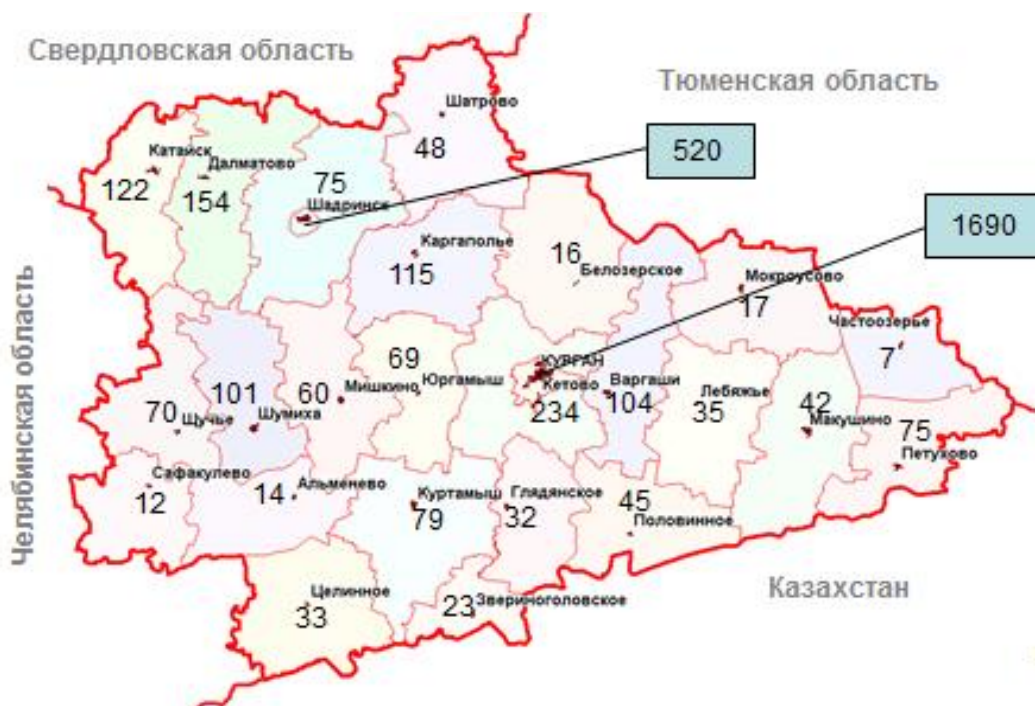 Свердловская область
Тюменская область
Шатрово
48
520
Катайск
122
Далматово
154
75
Шадринск
1690
Каргаполье
115
16
Белозерское
Мокроусово
17
Частоозерье
7
Челябинская область
69
Юргамыш
КУРГАН
Кетово
234
Варгаши
104
Лебяжье
35
42
Макушино
75
Петухово
60
Мишкино
101
Шумиха
70
Щучье
Сафакулево
12
14
Альменево
Куртамыш
79
Глядянское
32
45
Половинное
Казахстан
Целинное
33
23
Звериноголовское